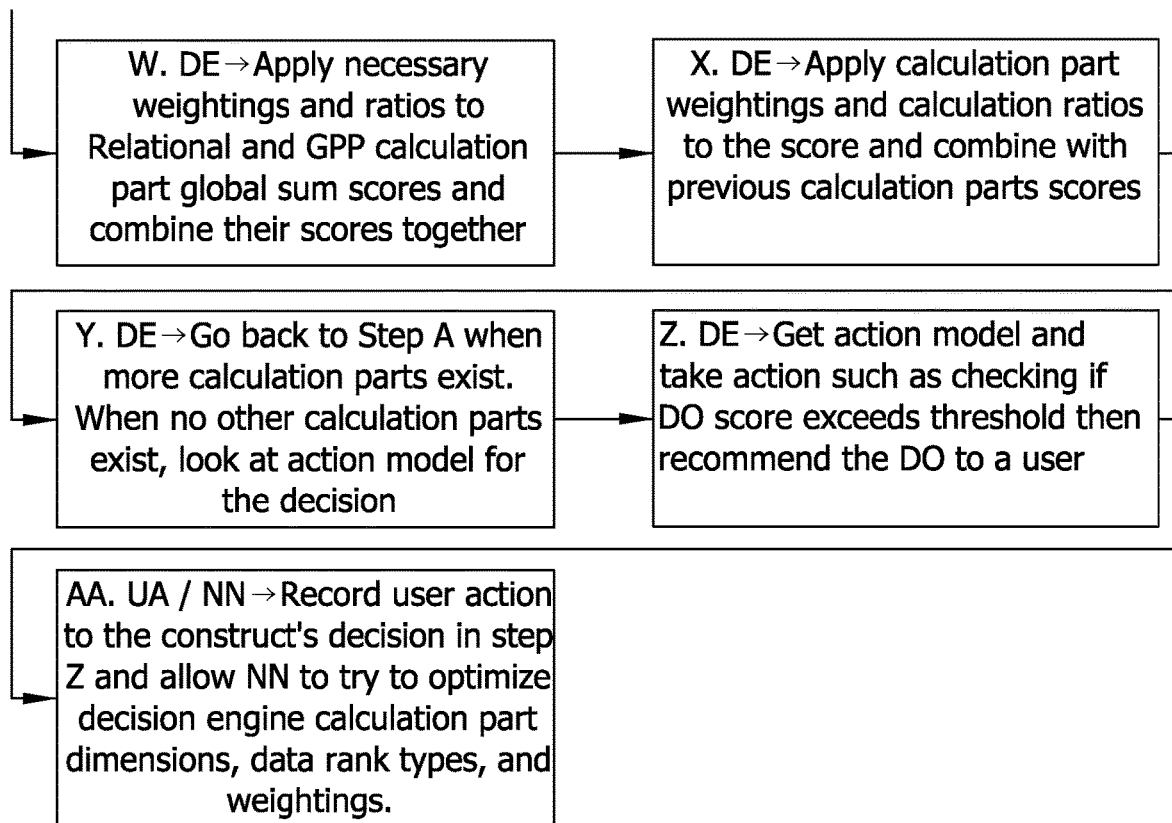 W. DE→Apply necessary
weightings and ratios to
Relational and GPP calculation
part global sum scores and
combine their scores together
X. DE→Apply calculation part
weightings and calculation ratios
to the score and combine with
previous calculation parts scores
Y. DE→Go back to Step A when
more calculation parts exist.
When no other calculation parts
exist, look at action model for
the decision
Z. DE→Get action model and
take action such as checking if
DO score exceeds threshold then
recommend the DO to a user
AA. UA / NN→Record user action
to the construct's decision in step
Z and allow NN to try to optimize
decision engine calculation part
dimensions, data rank types, and
weightings.